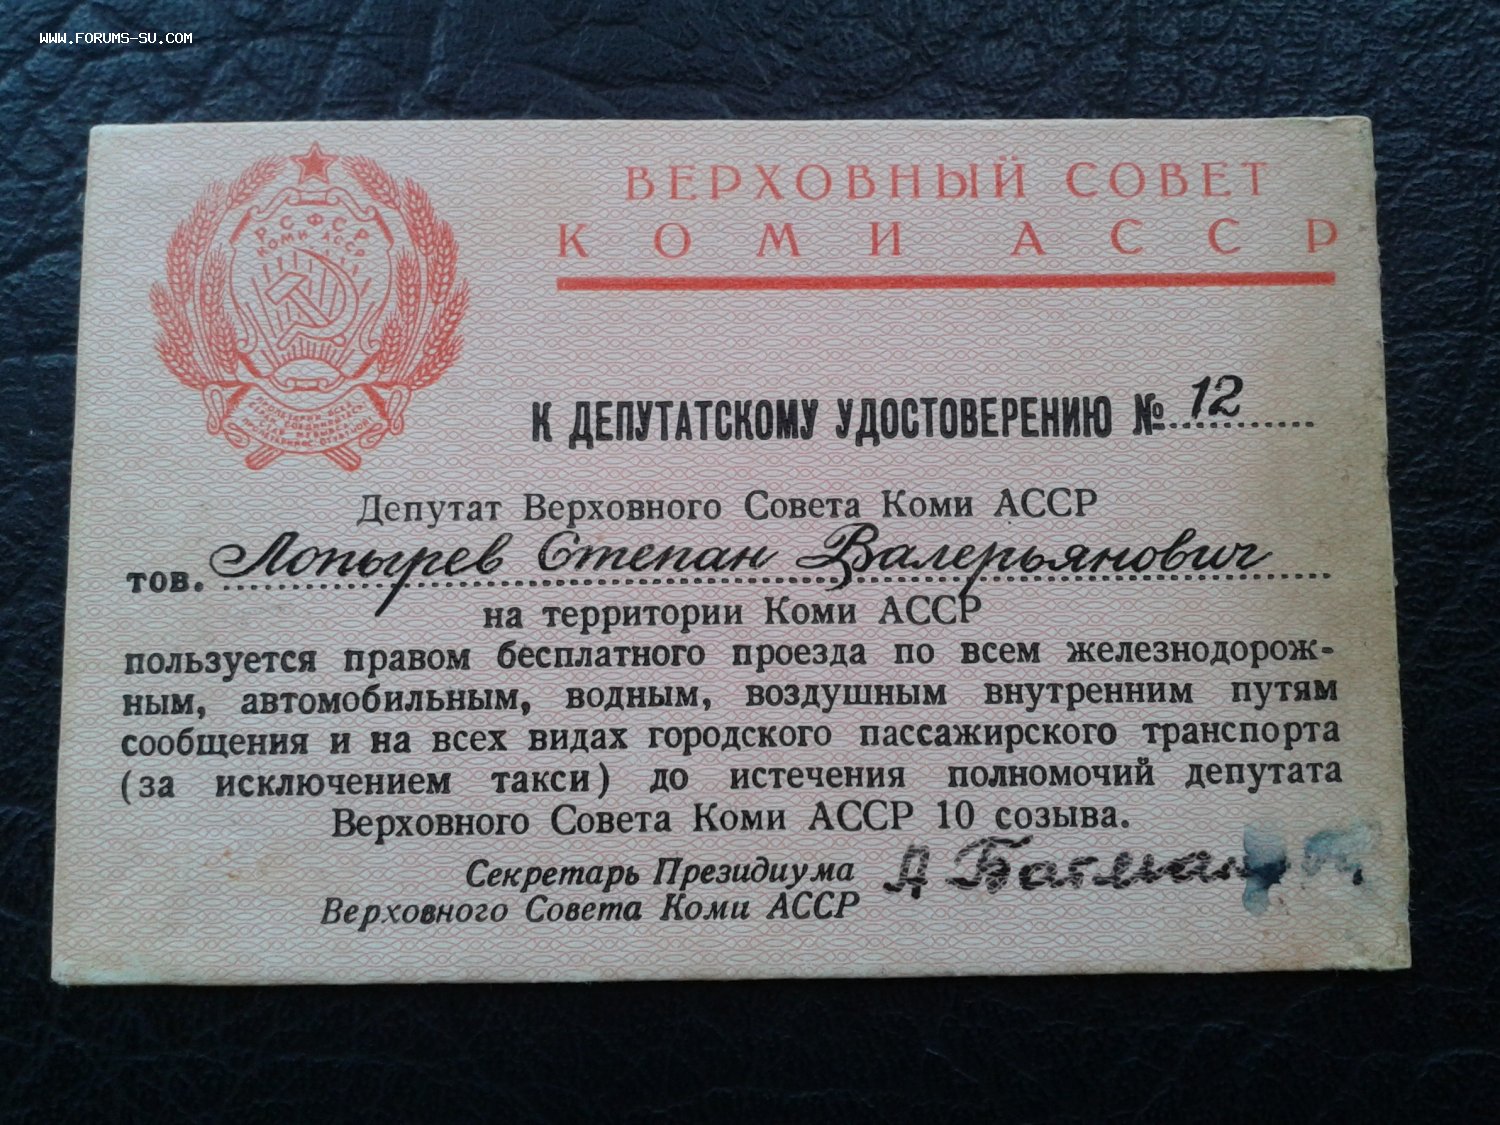 WWW.FORUMS-SU.COM
ВЕРХОВНЫЙ СОВЕТ
КОМИ АССР
РСФСР
КОМИ АССР
К ДЕПУТАТСКОМУ УДОСТОВЕРЕНИЮ № 12
Депутат Верховного Совета Коми АССР
тов. Лопырев Степан Валерьянович
на территории Коми АССР
пользуется правом бесплатного проезда по всем железнодорож-
ным, автомобильным, водным, воздушным внутренним путям
сообщения и на всех видах городского пассажирского транспорта
(за исключением такси) до истечения полномочий депутата
Верховного Совета Коми АССР 10 созыва.
Секретарь Президиума
Верховного Совета Коми АССР